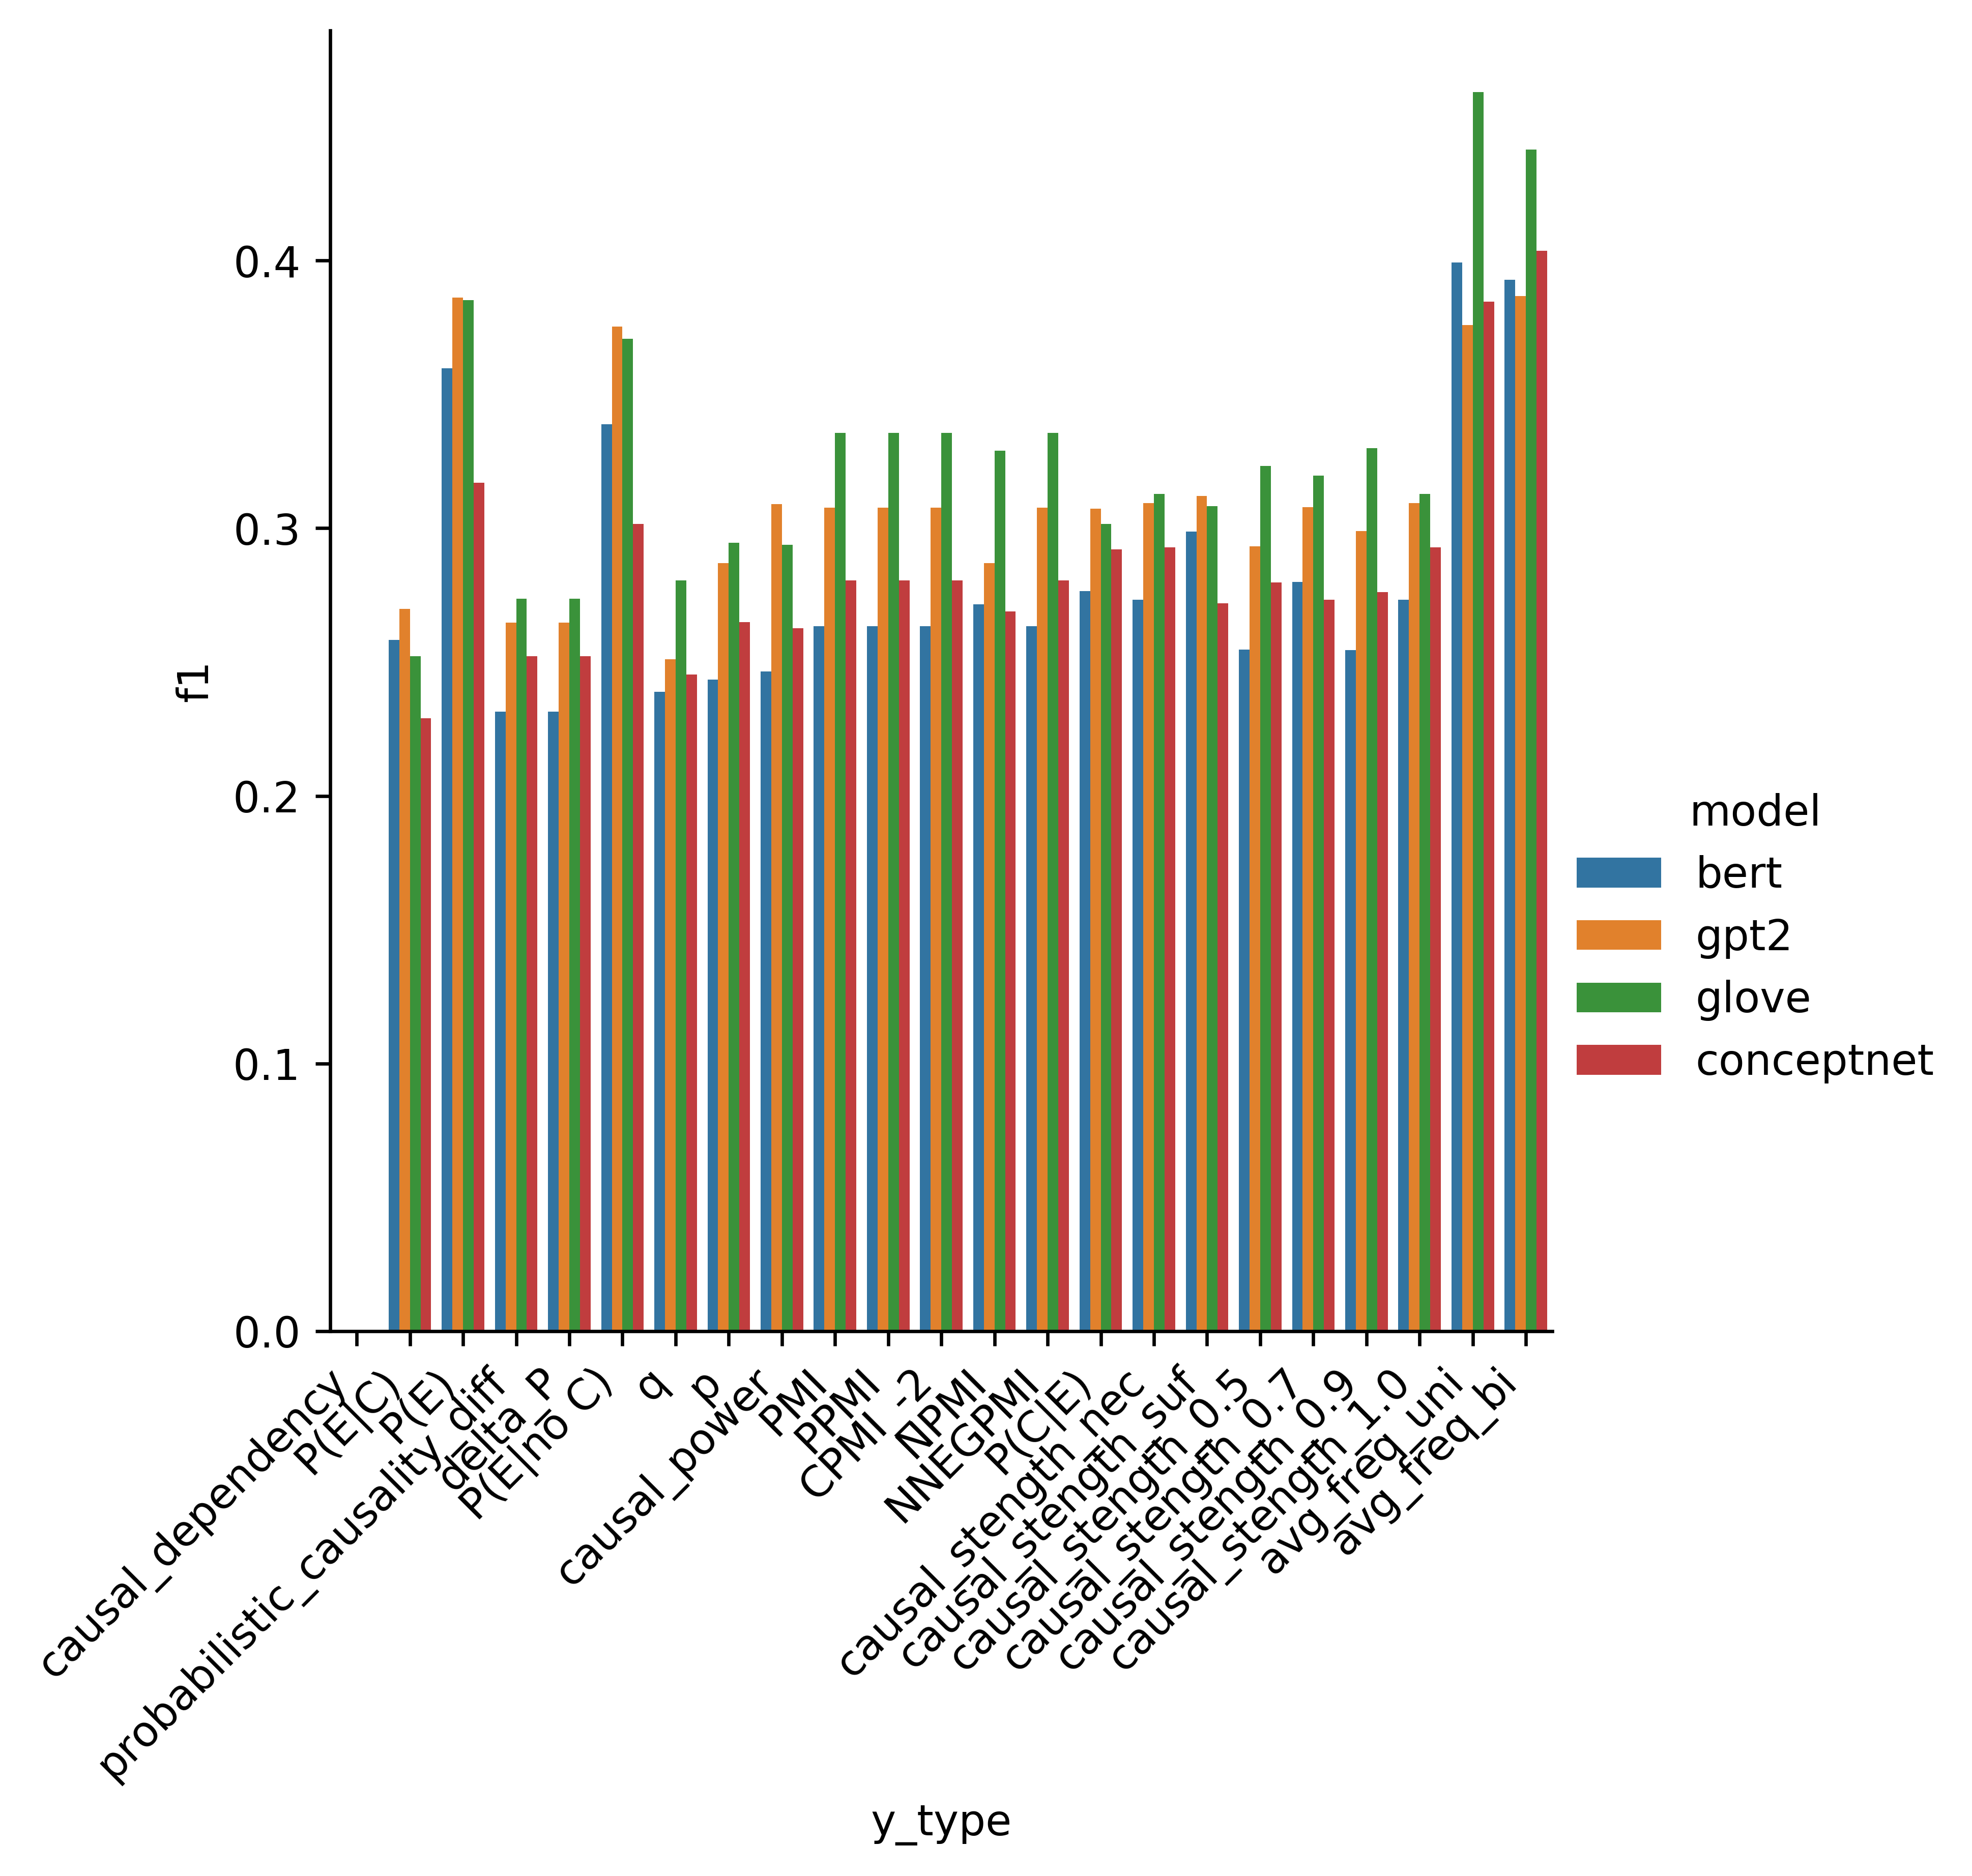 f1
0.4
0.3
0.2
0.1
0.0
causal_dependency
P(E|C)
P(E)
probabilistic_causality_diff
delta_P
P(E|no C)
q
p
causal_power
PMI
PPMI
CPMI -2
NPMI
NNEGPMI
P(C|E)
causal_stength_nec
causal_stength_suf
causal_stength_0.5
causal_stength_0.7
causal_stength_0.9
causal_stength_1.0
avg_freq_uni
avg_freq_bi
y_type
model
bert
gpt2
glove
conceptnet